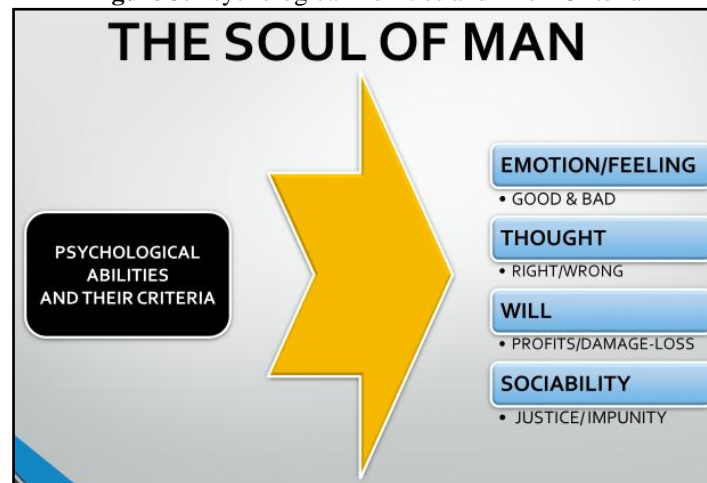 THE SOUL OF MAN
PSYCHOLOGICAL
ABILITIES
AND THEIR CRITERIA
EMOTION/FEELING
• GOOD & BAD
THOUGHT
• RIGHT/WRONG
WILL
• PROFITS/DAMAGE-LOSS
SOCIABILITY
• JUSTICE/IMPUNITY